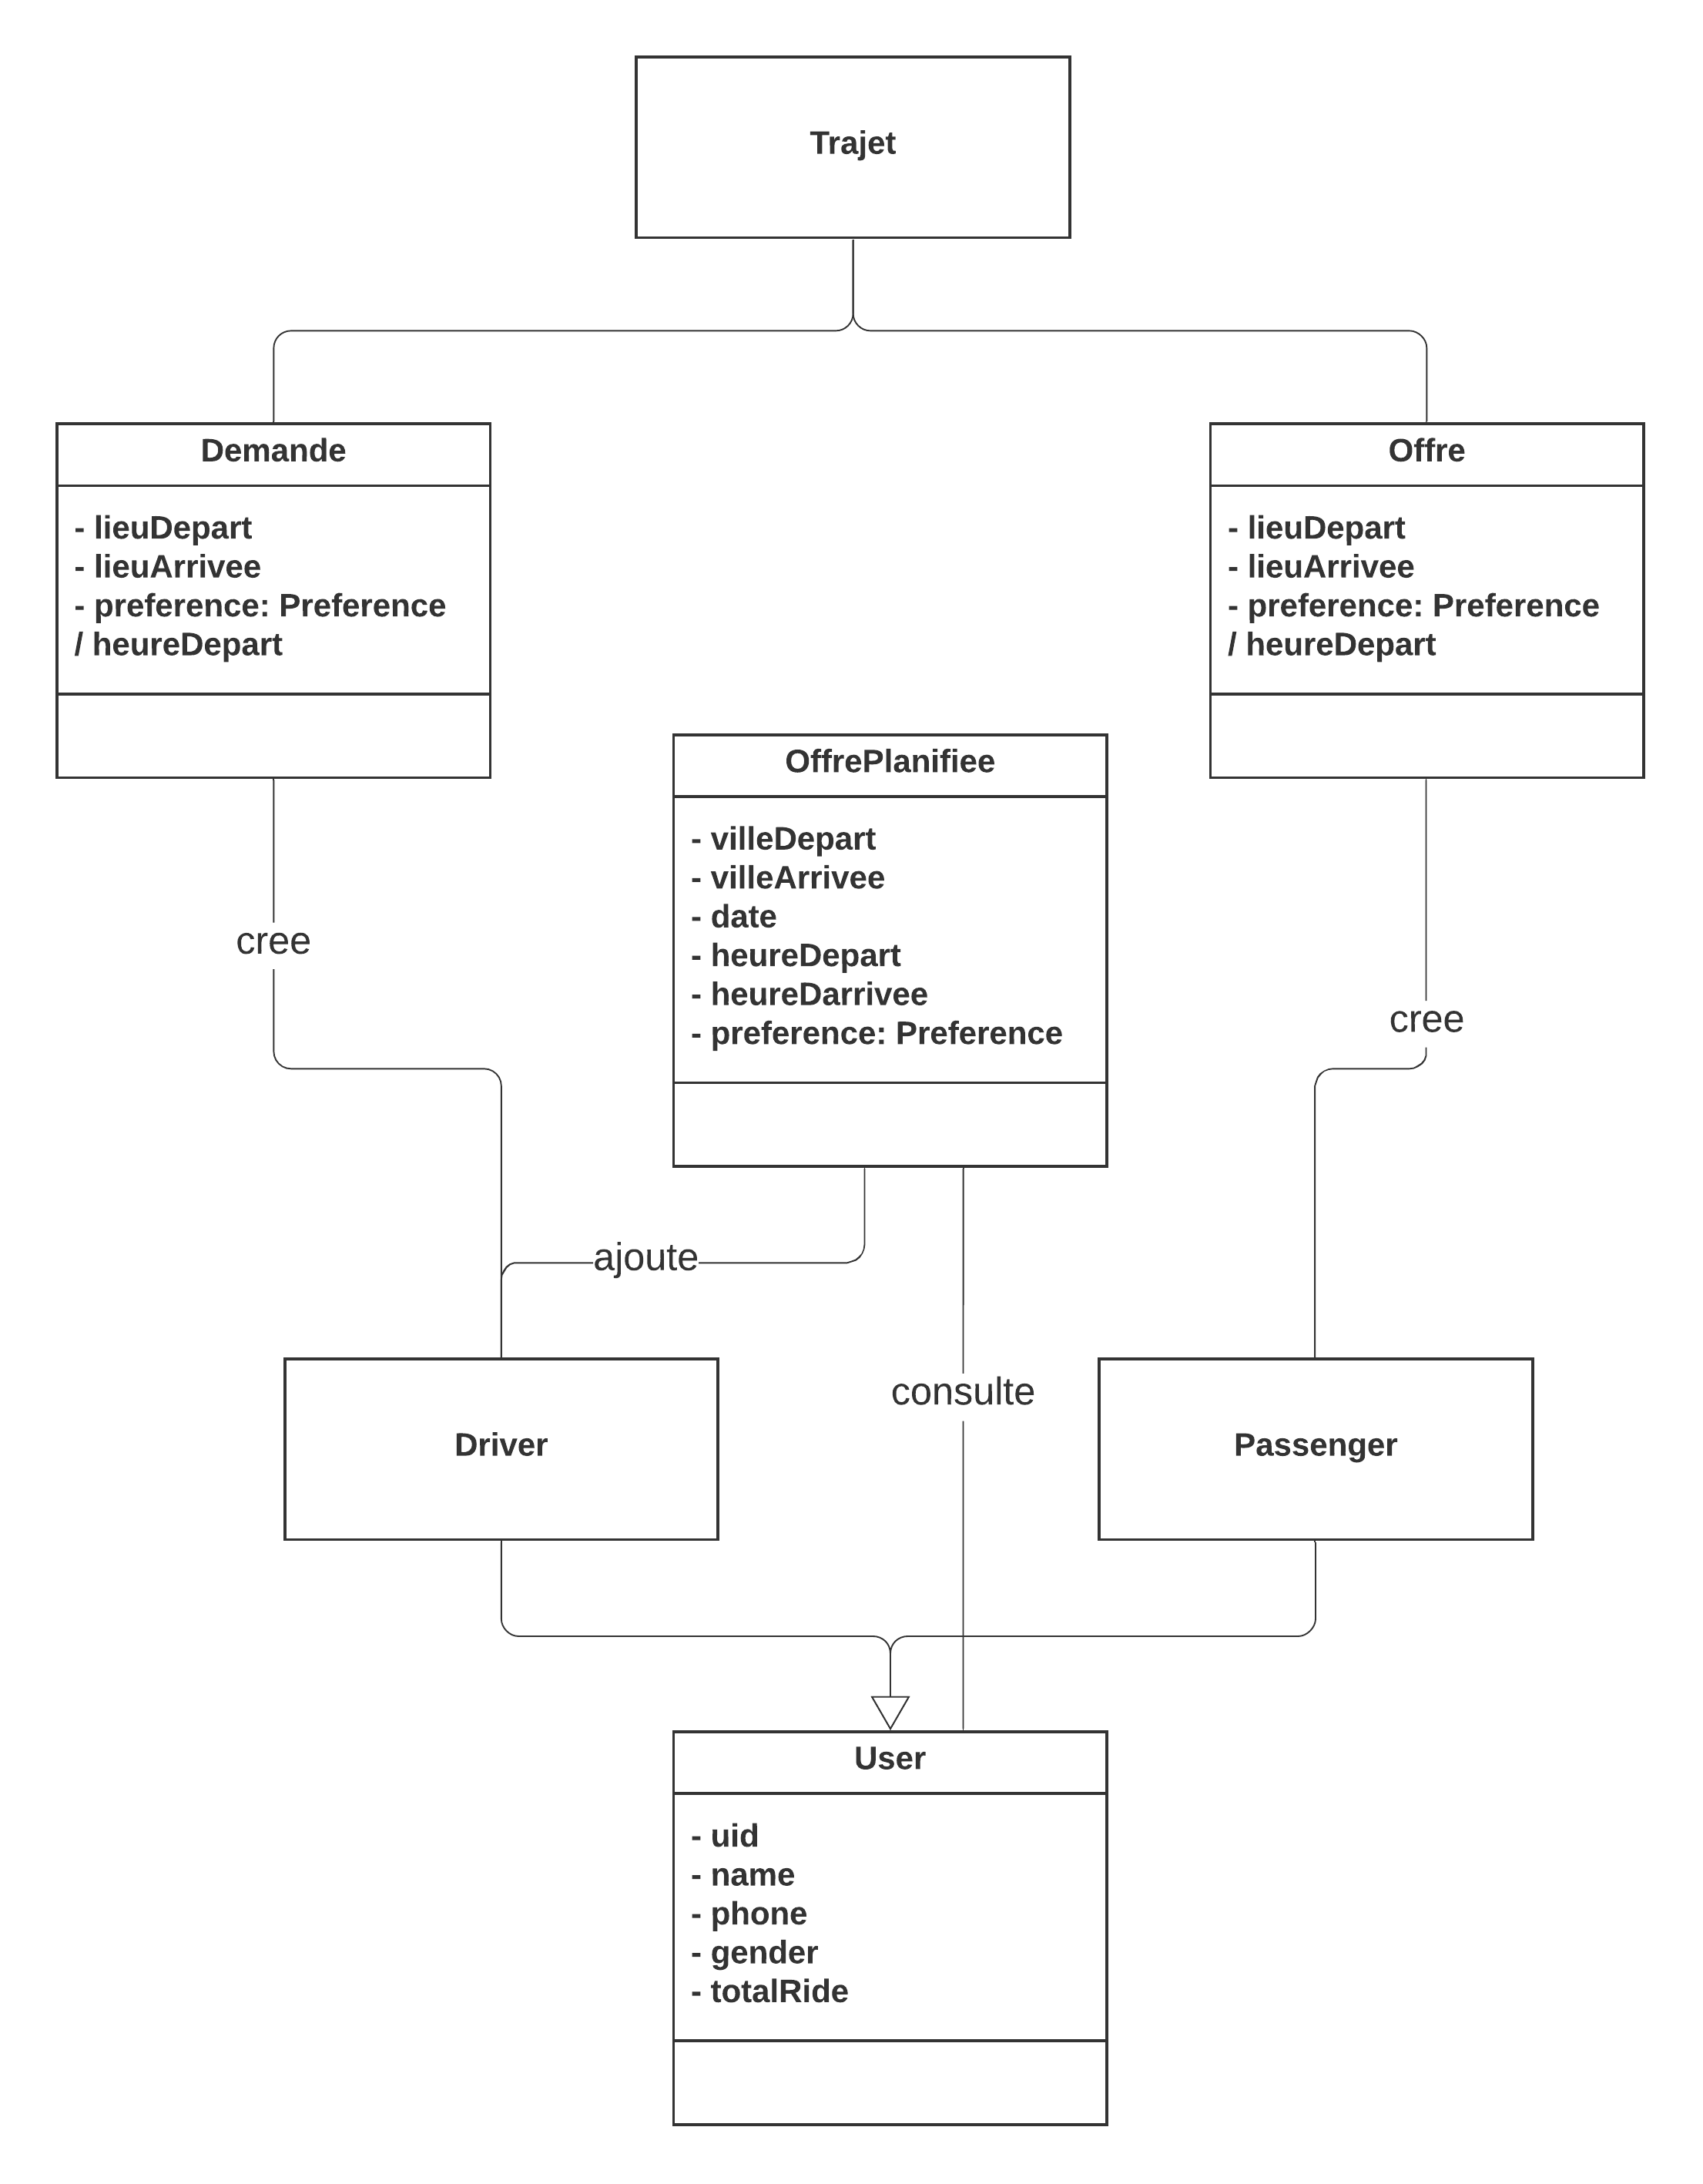 Trajet
Demande
- lieuDepart
- lieuArrivee
- preference: Preference
/ heureDepart
Offre
- lieuDepart
- lieuArrivee
- preference: Preference
/ heureDepart
OffrePlanifiee
- villeDepart
- villeArrivee
- date
- heureDepart
- heureDarrivee
- preference: Preference
cree
cree
ajoute
consulte
Driver
Passenger
User
- uid
- name
- phone
- gender
- totalRide